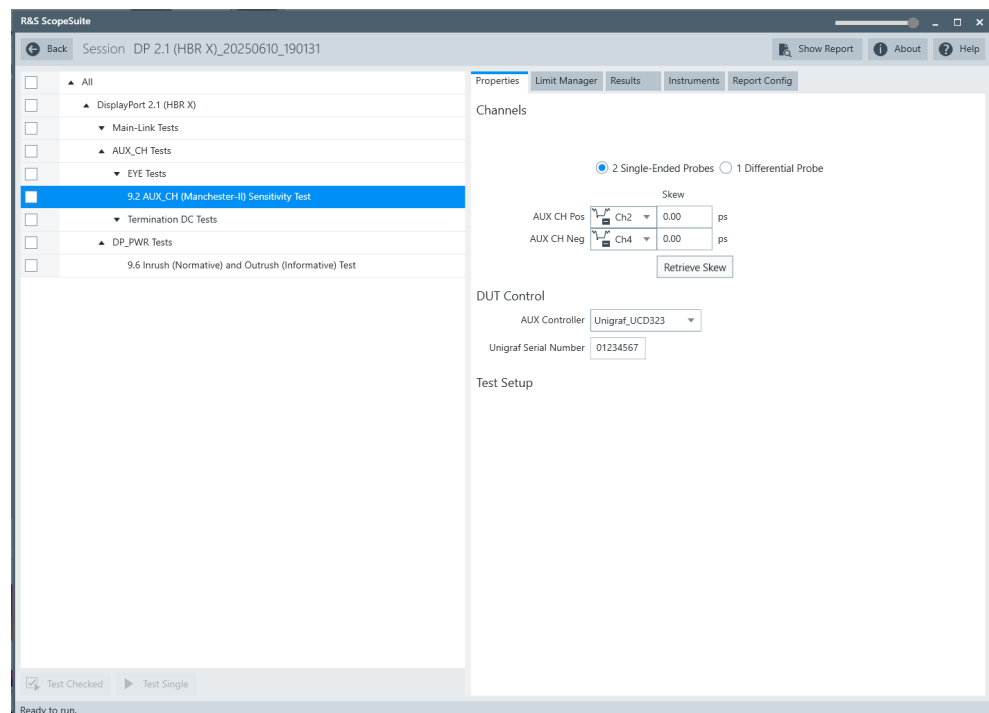 R&S ScopeSuite
Back Session DP 2.1 (HBR X)_20250610_190131 Show Report About Help
All
DisplayPort 2.1 (HBR X)
Main-Link Tests
AUX_CH Tests
EYE Tests
9.2 AUX_CH (Manchester-II) Sensitivity Test
Termination DC Tests
DP_PWR Tests
9.6 Inrush (Normative) and Outrush (Informative) Test
Properties Limit Manager Results Instruments Report Config
Channels
2 Single-Ended Probes 1 Differential Probe
Skew
AUX CH Pos Ch2 0.00 ps
AUX CH Neg Ch4 0.00 ps
Retrieve Skew
DUT Control
AUX Controller Unigraf_UCD323
Unigraf Serial Number 01234567
Test Setup
Test Checked Test Single
Ready to run.